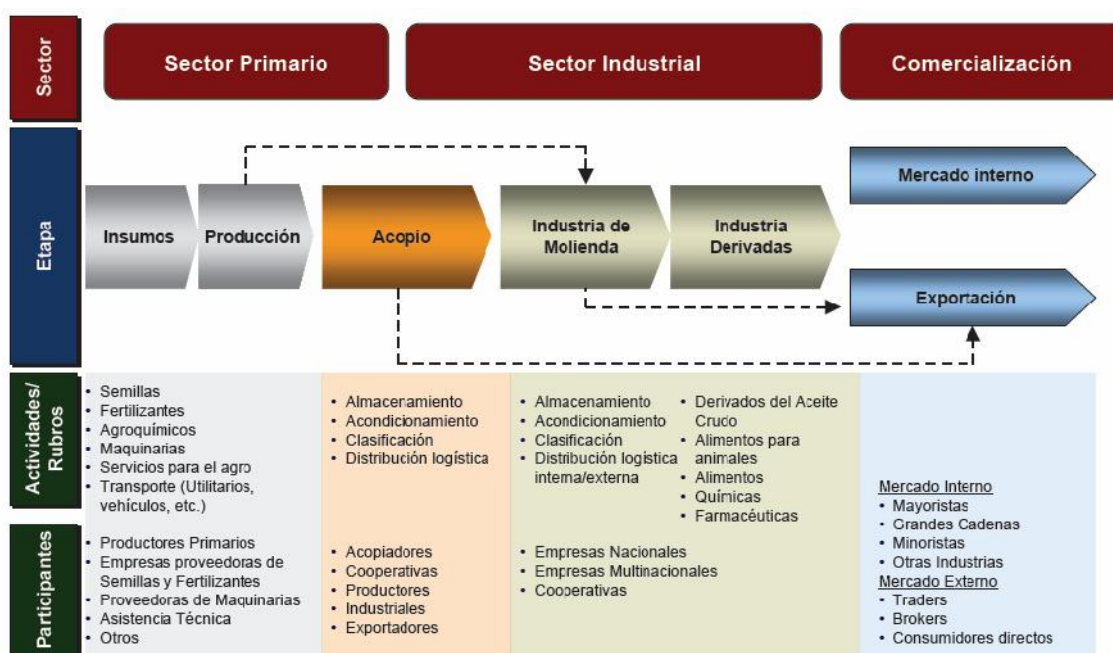 Sector
Sector Primario
Sector Industrial
Comercialización
Etapa
Insumos
Producción
Acopio
Industria de
Molienda
Industria
Derivadas
Mercado interno
Exportación
Actividades/
Rubros
• Semillas
• Fertilizantes
• Agroquímicos
• Maquinarias
• Servicios para el agro
• Transporte (Utilitarios,
vehículos, etc.)
• Almacenamiento
• Acondicionamiento
• Clasificación
• Distribución logística
• Almacenamiento
• Acondicionamiento
• Clasificación
• Distribución logística
interna/externa
• Derivados del Aceite
Crudo
• Alimentos para
animales
• Alimentos
• Químicas
• Farmacéuticas
Participantes
• Productores Primarios
• Empresas proveedoras de
Semillas y Fertilizantes
• Proveedoras de Maquinarias
• Asistencia Técnica
• Otros
• Acopiadores
• Cooperativas
• Productores
• Industriales
• Exportadores
• Empresas Nacionales
• Empresas Multinacionales
• Cooperativas
Mercado Interno
• Mayoristas
• Grandes Cadenas
• Minoristas
• Otras Industrias
Mercado Externo
• Traders
• Brokers
• Consumidores directos